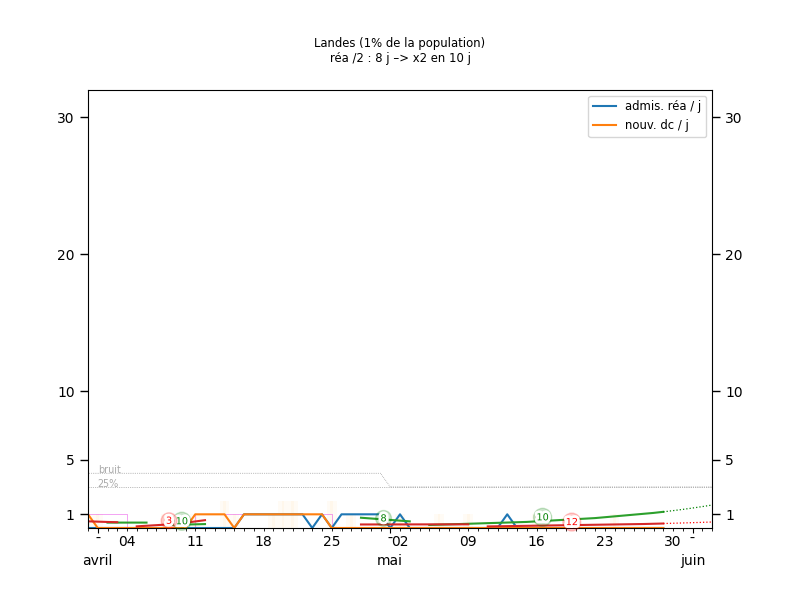 Landes (1% de la population)
réa /2 : 8 j –> x2 en 10 j
admis. réa / j
nouv. dc / j
30
30
20
20
10
10
5
5
bruit
25%
1
1
3
10
8
10
12
- 04 11 18 25 -02 09 16 23 30 -
avril mai juin